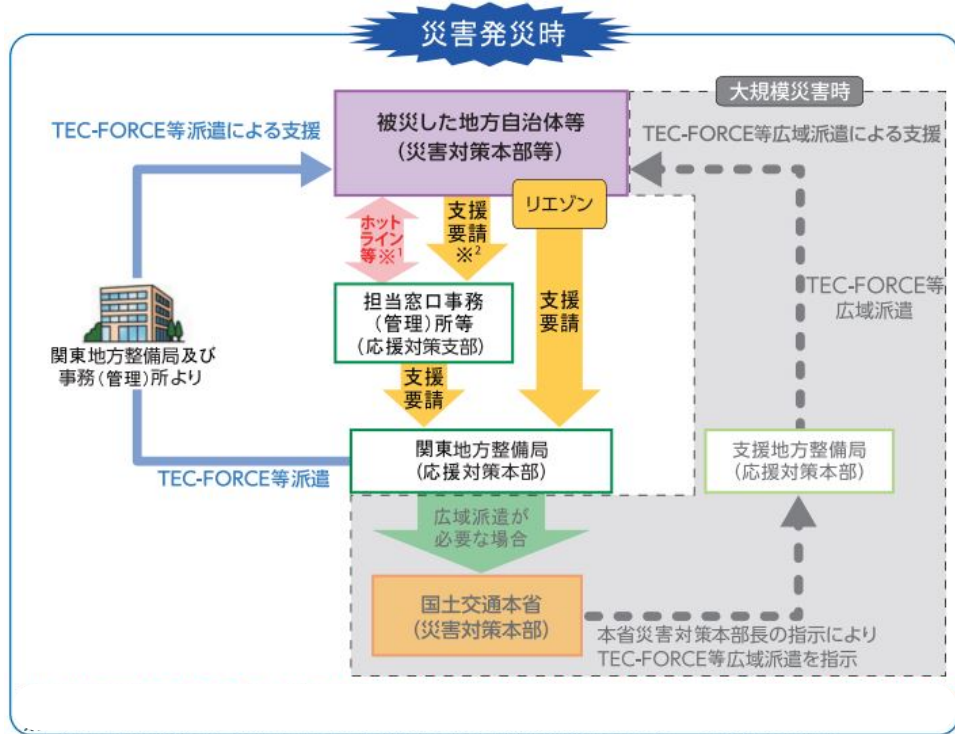 災害発災時
大規模災害時
TEC-FORCE等派遣による支援
被災した地方自治体等
(災害対策本部等)
TEC-FORCE等広域派遣による支援
リエゾン
ホット
ライン
等※1
支援
要請
※2
担当窓口事務
(管理)所等
(応援対策支部)
支援
要請
TEC-FORCE等
広域派遣
関東地方整備局及び
事務(管理)所より
支援
要請
関東地方整備局
(応援対策本部)
支援地方整備局
(応援対策本部)
TEC-FORCE等派遣
広域派遣が
必要な場合
国土交通本省
(災害対策本部)
本省災害対策本部長の指示により
TEC-FORCE等広域派遣を指示